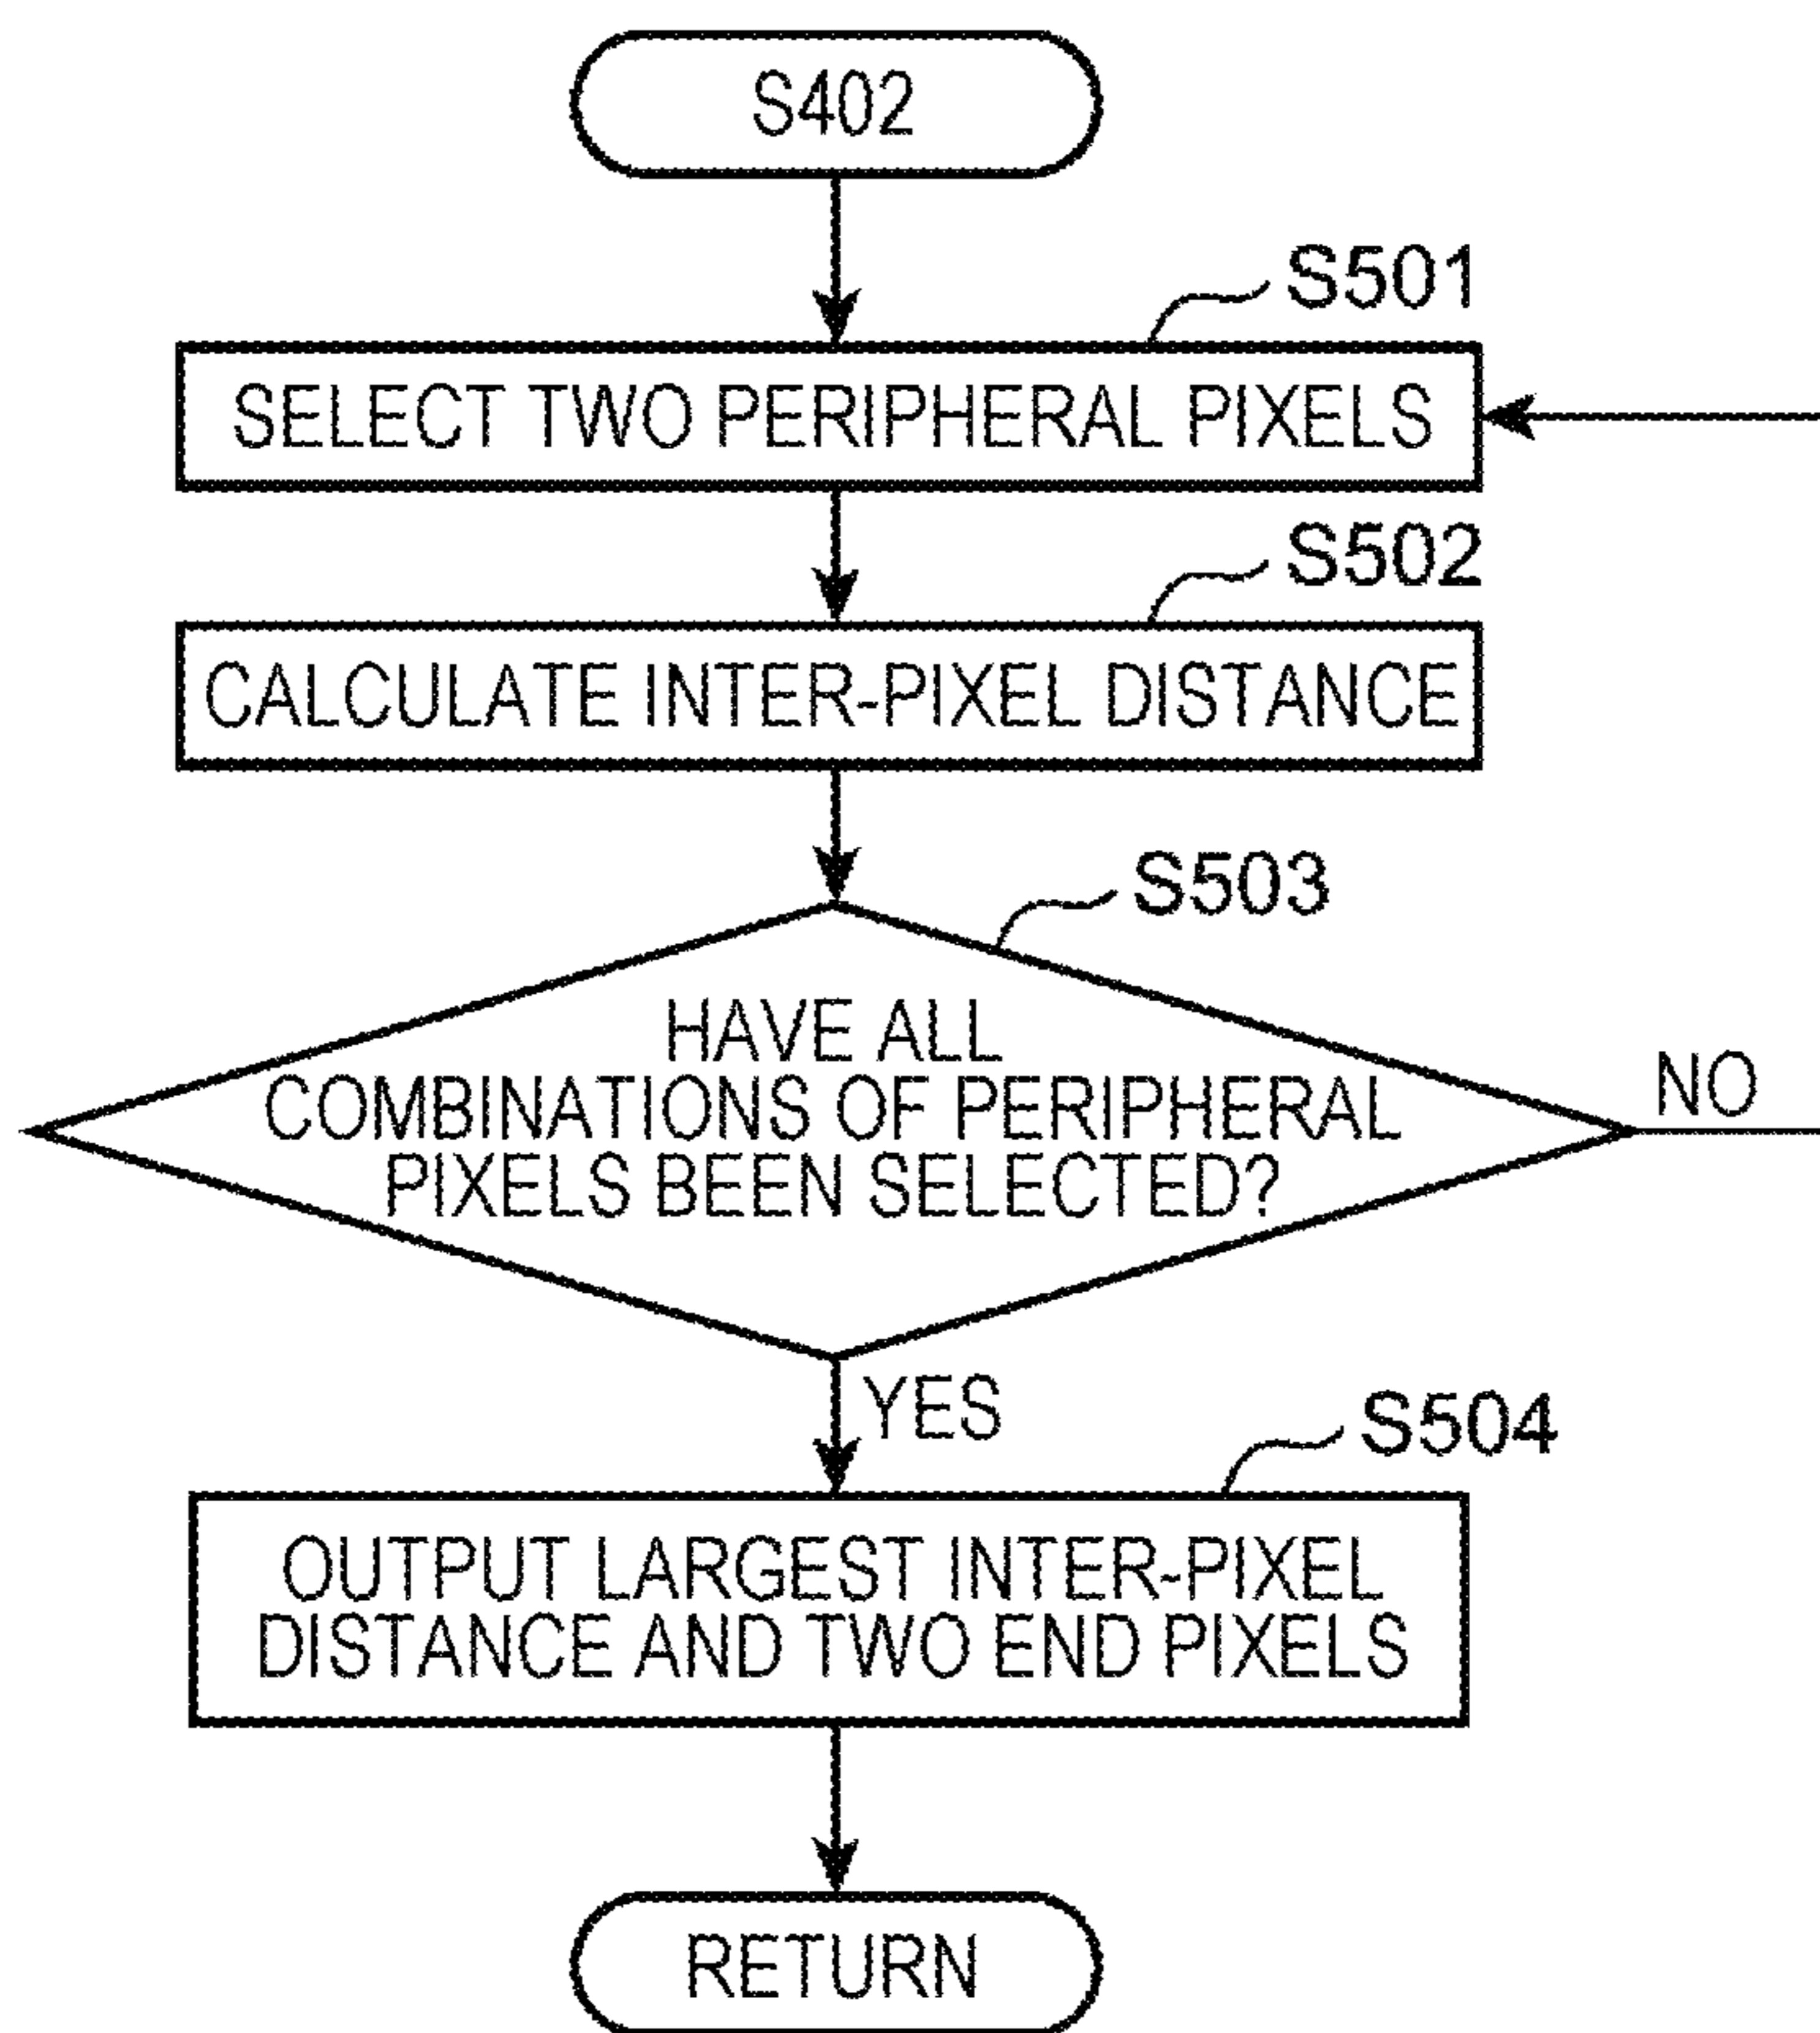 S402
S501
SELECT TWO PERIPHERAL PIXELS
S502
CALCULATE INTER-PIXEL DISTANCE
S503
HAVE ALL
COMBINATIONS OF PERIPHERAL
PIXELS BEEN SELECTED?
NO
YES
S504
OUTPUT LARGEST INTER-PIXEL
DISTANCE AND TWO END PIXELS
RETURN